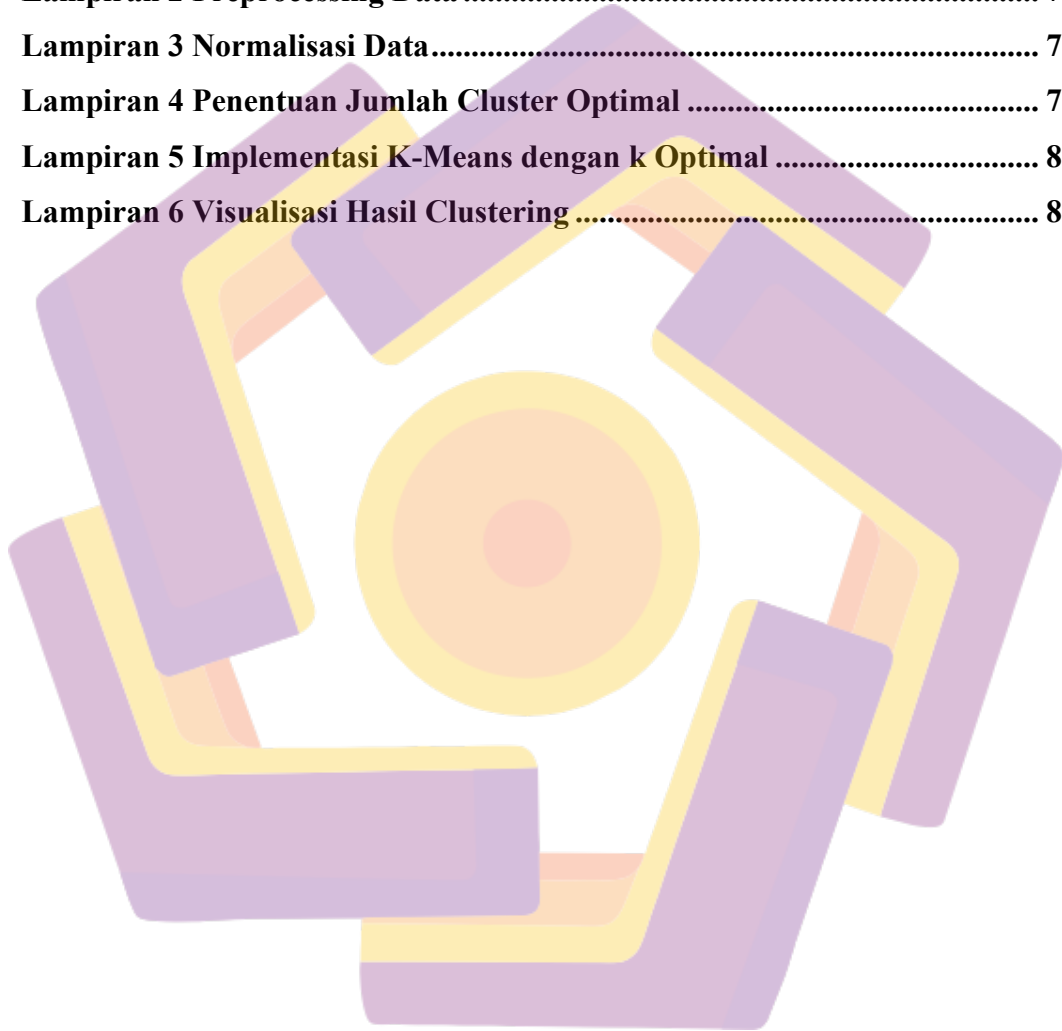 Lampiran 2 Preprocessing Data
Lampiran 3 Normalisasi Data........................................................................... 7
Lampiran 4 Penentuan Jumlah Cluster Optimal ........................................... 7
Lampiran 5 Implementasi K-Means dengan k Optimal ................................ 8
Lampiran 6 Visualisasi Hasil Clustering ......................................................... 8